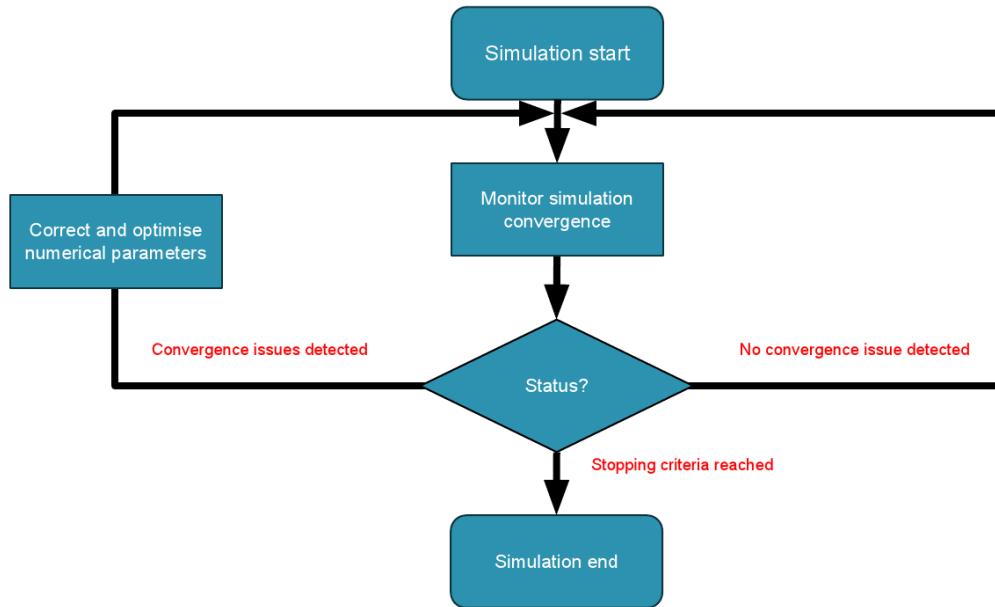 Simulation start
Monitor simulation
convergence
Correct and optimise
numerical parameters
Convergence issues detected
No convergence issue detected
Status?
Stopping criteria reached
Simulation end